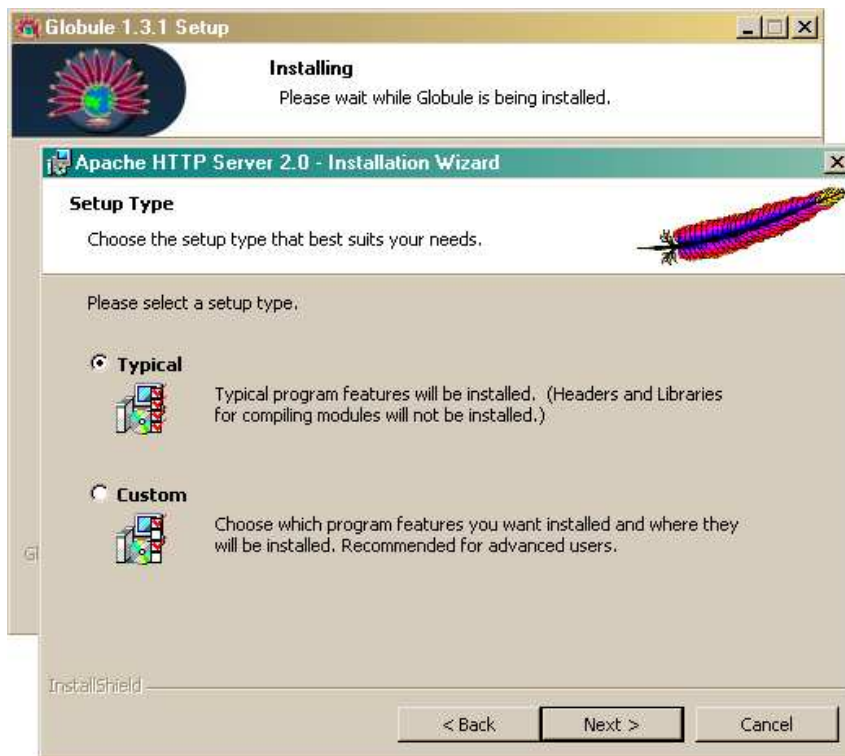 Globule 1.3.1 Setup
Installing
Please wait while Globule is being installed.
Apache HTTP Server 2.0 - Installation Wizard
Setup Type
Choose the setup type that best suits your needs.
Please select a setup type.
Typical
Typical program features will be installed. (Headers and Libraries
for compiling modules will not be installed.)
Custom
Choose which program features you want installed and where they
will be installed. Recommended for advanced users.
Gl
InstallShield
< Back
Next >
Cancel